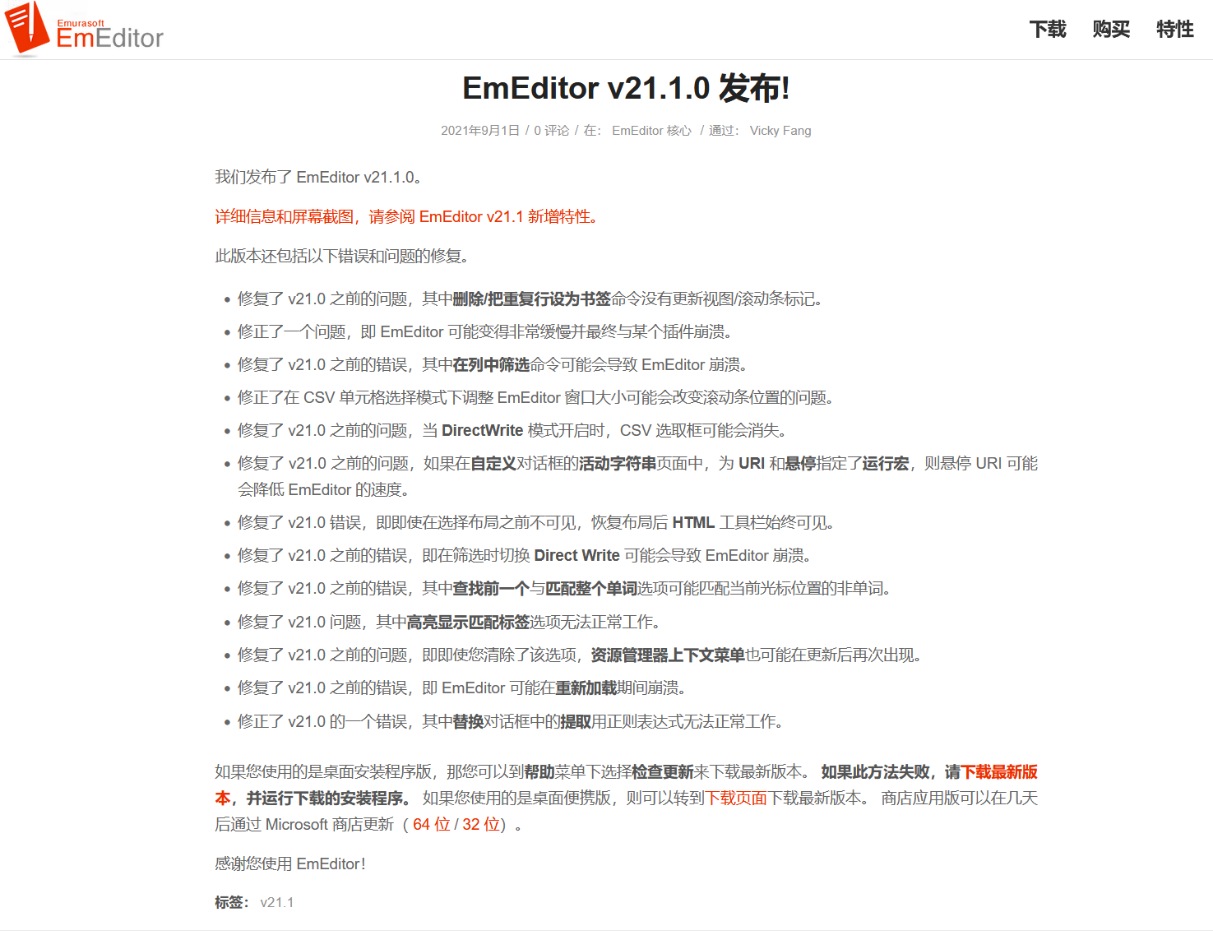 Emurasoft
EmEditor
下载 购买 特性
EmEditor v21.1.0 发布!
2021年9月1日 / 0 评论 / 在： EmEditor 核心 / 通过： Vicky Fang
我们发布了 EmEditor v21.1.0。
详细信息和屏幕截图，请参阅 EmEditor v21.1 新增特性。
此版本还包括以下错误和问题的修复。
• 修复了 v21.0 之前的问题，其中删除/把重复行设为书签命令没有更新视图/滚动条标记。
• 修正了一个问题，即 EmEditor 可能变得非常缓慢并最终与某个插件崩溃。
• 修复了 v21.0 之前的错误，其中在列中筛选命令可能会导致 EmEditor 崩溃。
• 修正了在 CSV 单元格选择模式下调整 EmEditor 窗口大小可能会改变滚动条位置的问题。
• 修复了 v21.0 之前的问题，当 DirectWrite 模式开启时，CSV 选取框可能会消失。
• 修复了 v21.0 之前的问题，如果在自定义对话框的活动字符串页面中，为 URI 和悬停指定了运行宏，则悬停 URI 可能
会降低 EmEditor 的速度。
• 修复了 v21.0 错误，即即使在选择布局之前不可见，恢复布局后 HTML 工具栏始终可见。
• 修复了 v21.0 之前的错误，即在筛选时切换 Direct Write 可能会导致 EmEditor 崩溃。
• 修复了 v21.0 之前的错误，其中查找前一个与匹配整个单词选项可能匹配当前光标位置的非单词。
• 修复了 v21.0 问题，其中高亮显示匹配标签选项无法正常工作。
• 修复了 v21.0 之前的问题，即即使您清除了该选项，资源管理器上下文菜单也可能在更新后再次出现。
• 修复了 v21.0 之前的错误，即 EmEditor 可能在重新加载期间崩溃。
• 修正了 v21.0 的一个错误，其中替换对话框中的提取用正则表达式无法正常工作。
如果您使用的是桌面安装程序版，那您可以到帮助菜单下选择检查更新来下载最新版本。 如果此方法失败，请下载最新版
本，并运行下载的安装程序。 如果您使用的是桌面便携版，则可以转到下载页面下载最新版本。 商店应用版可以在几天
后通过 Microsoft 商店更新（ 64 位 / 32 位）。
感谢您使用 EmEditor！
标签： v21.1